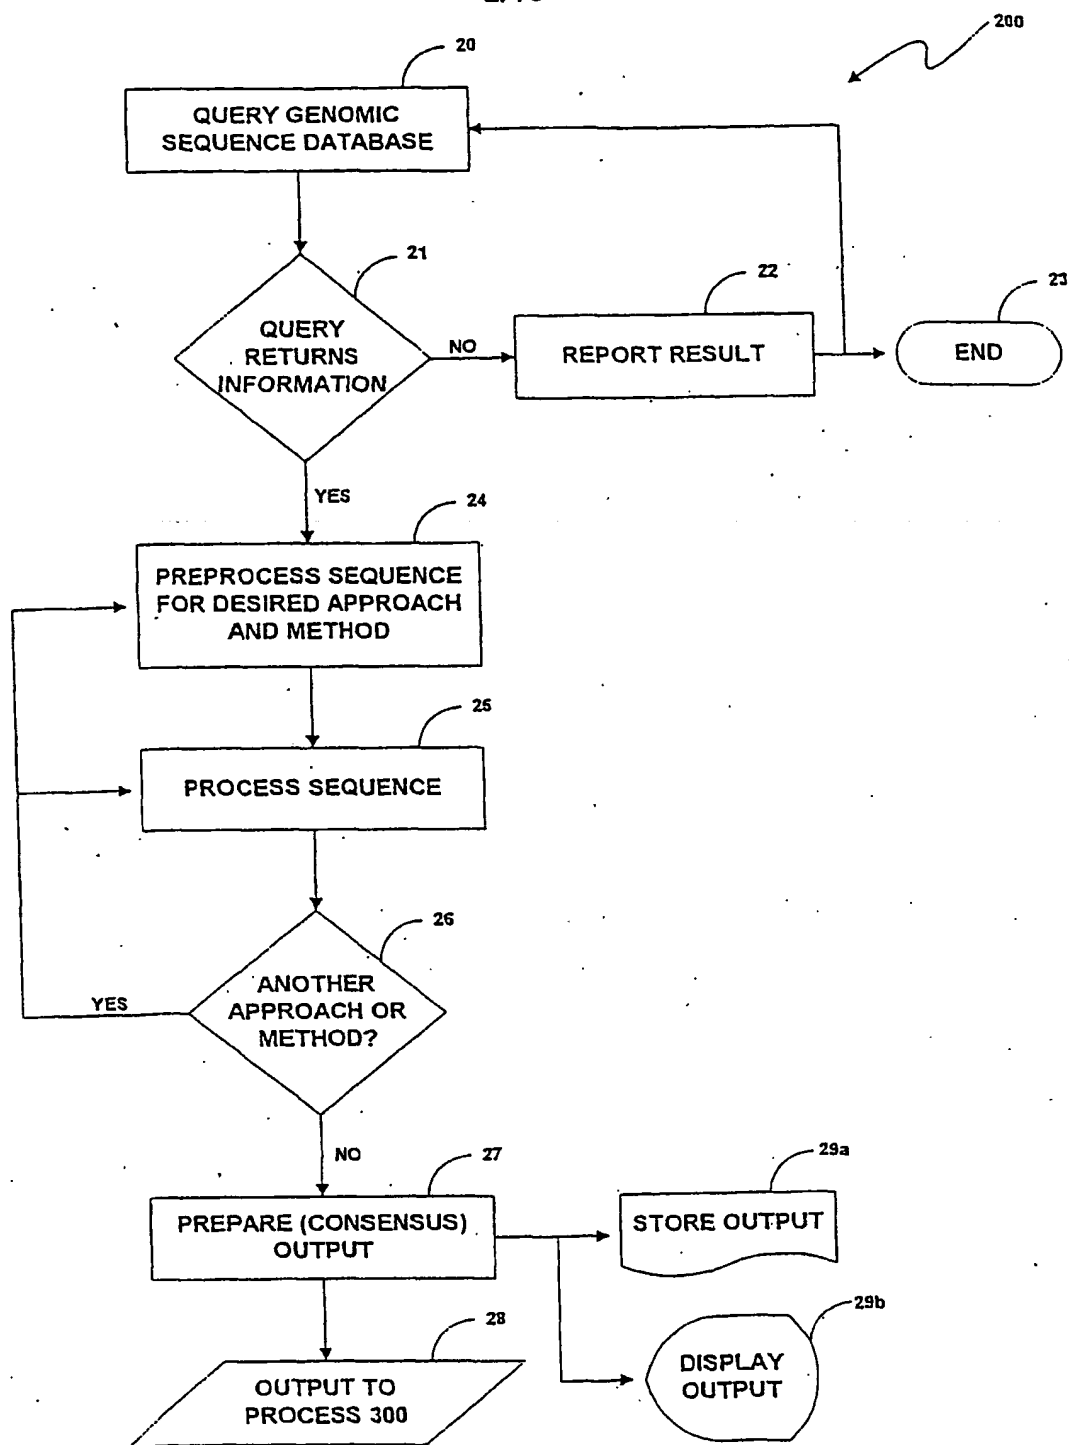 200
20
QUERY GENOMIC
SEQUENCE DATABASE
21
QUERY
RETURNS
INFORMATION
NO
22
REPORT RESULT
23
END
YES
24
PREPROCESS SEQUENCE
FOR DESIRED APPROACH
AND METHOD
25
PROCESS SEQUENCE
26
ANOTHER
APPROACH OR
METHOD?
YES
NO
27
PREPARE (CONSENSUS)
OUTPUT
29a
STORE OUTPUT
28
OUTPUT TO
PROCESS 300
29b
DISPLAY
OUTPUT